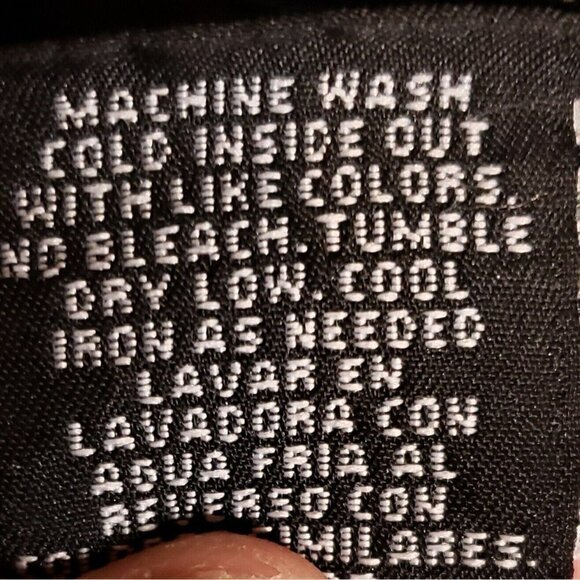 MACHINE WASH
COLD INSIDE OUT
WITH LIKE COLORS.
NO BLEACH. TUMBLE
DRY LOW. COOL
IRON AS NEEDED
LAVAR EN
LAVADORA CON
AGUA FRIA AL
REVERSO CON
SIMILARES